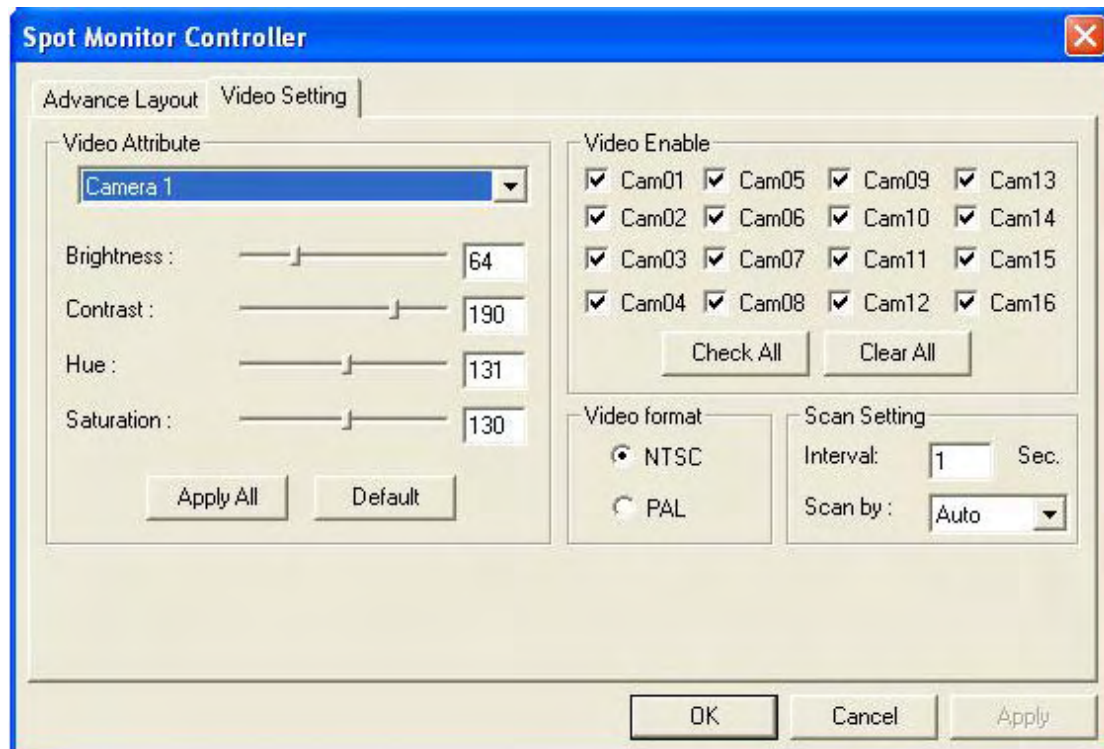 Spot Monitor Controller
Advance Layout Video Setting
Video Attribute
Camera 1
Brightness : 64
Contrast : 190
Hue : 131
Saturation : 130
Apply All Default
Video Enable
Cam01 Cam05 Cam09 Cam13
Cam02 Cam06 Cam10 Cam14
Cam03 Cam07 Cam11 Cam15
Cam04 Cam08 Cam12 Cam16
Check All Clear All
Video format
NTSC
PAL
Scan Setting
Interval: 1 Sec.
Scan by : Auto
OK Cancel Apply